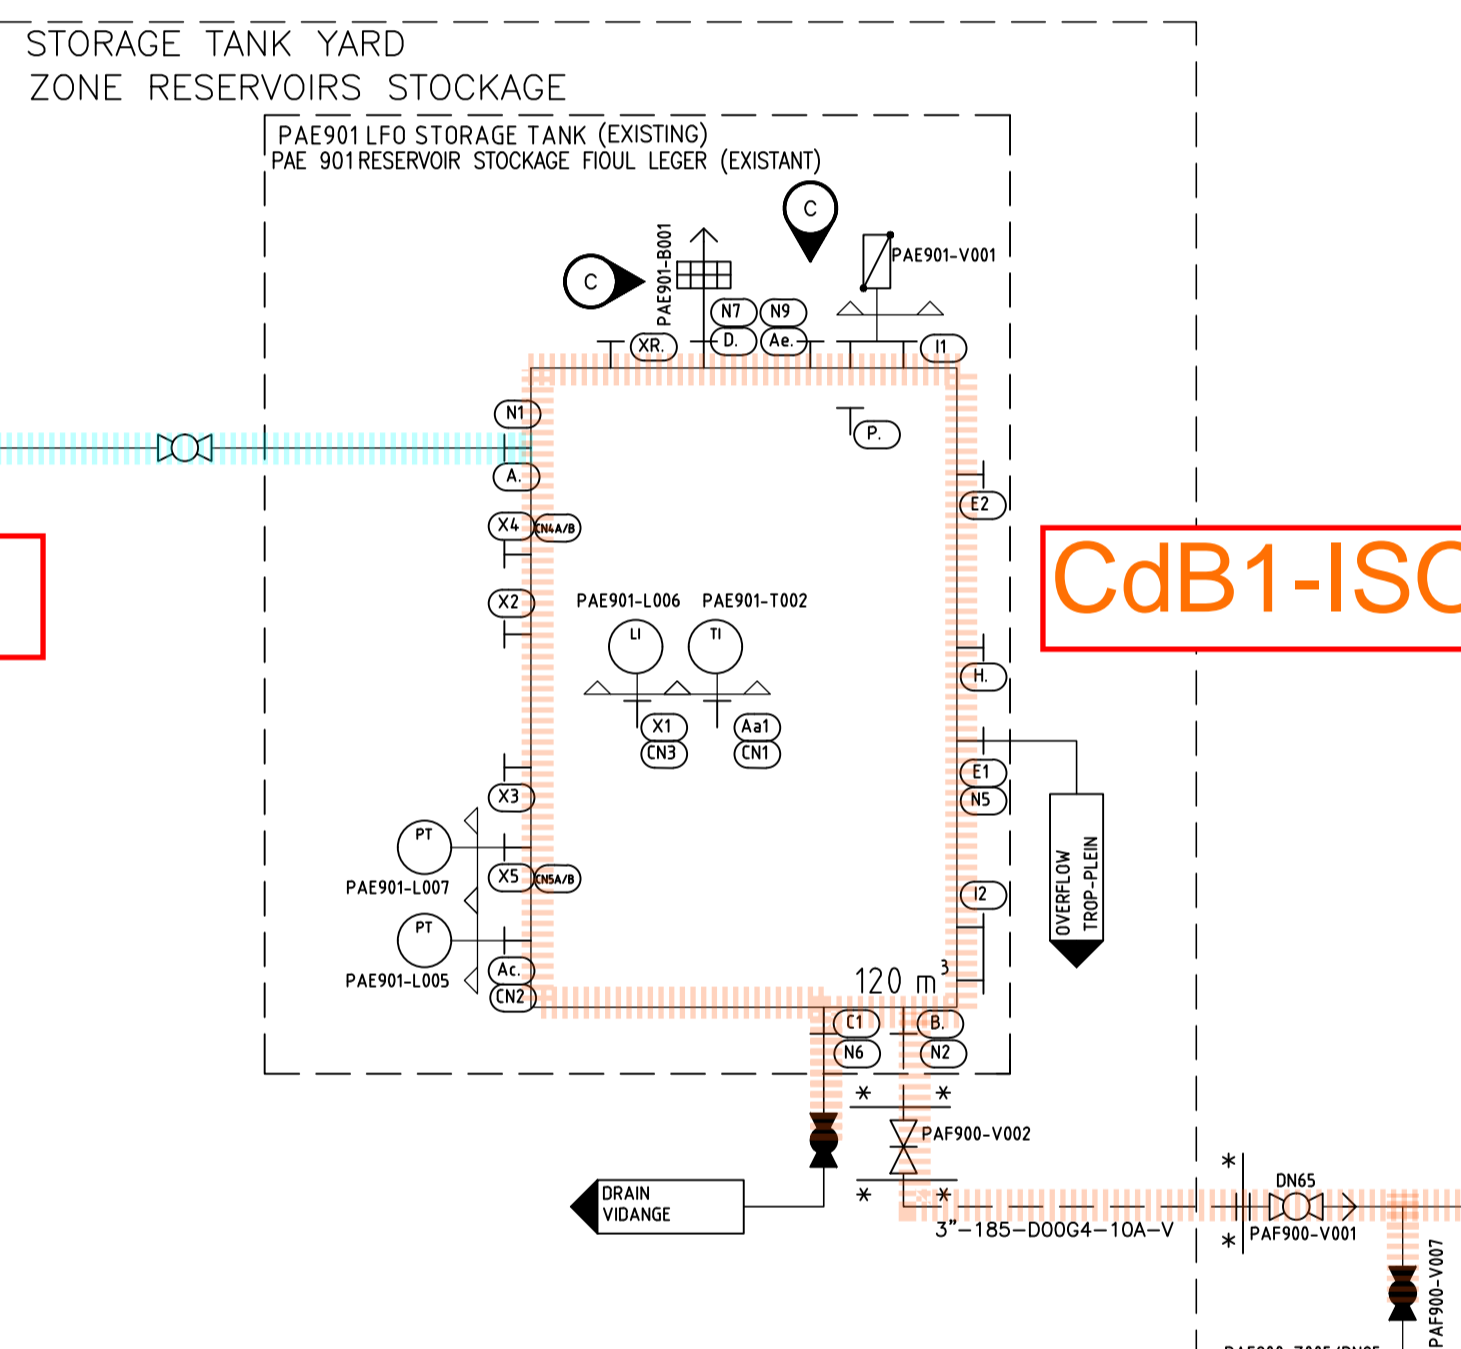 STORAGE TANK YARD
ZONE RESERVOIRS STOCKAGE
PAE901 LFO STORAGE TANK (EXISTING)
PAE 901 RESERVOIR STOCKAGE FIOUL LEGER (EXISTANT)
C
C
PAE901-B001
PAE901-V001
N7
N9
D.
Ae.
XR.
I1
N1
P.
A.
E2
X4
CN4A/B
CdB1-ISO
X2
PAE901-L006
PAE901-T002
LI
TI
H.
X1
CN3
Aa1
CN1
E1
N5
X3
PT
PAE901-L007
X5
CN5A/B
OVERFLOW
TROP-PLEIN
I2
PT
PAE901-L005
Ac.
CN2
120 m³
C1
N6
B.
N2
*
*
PAF900-V002
*
*
DRAIN
VIDANGE
3"-185-D00G4-10A-V
*
*
DN65
PAF900-V001
PAF900-V007